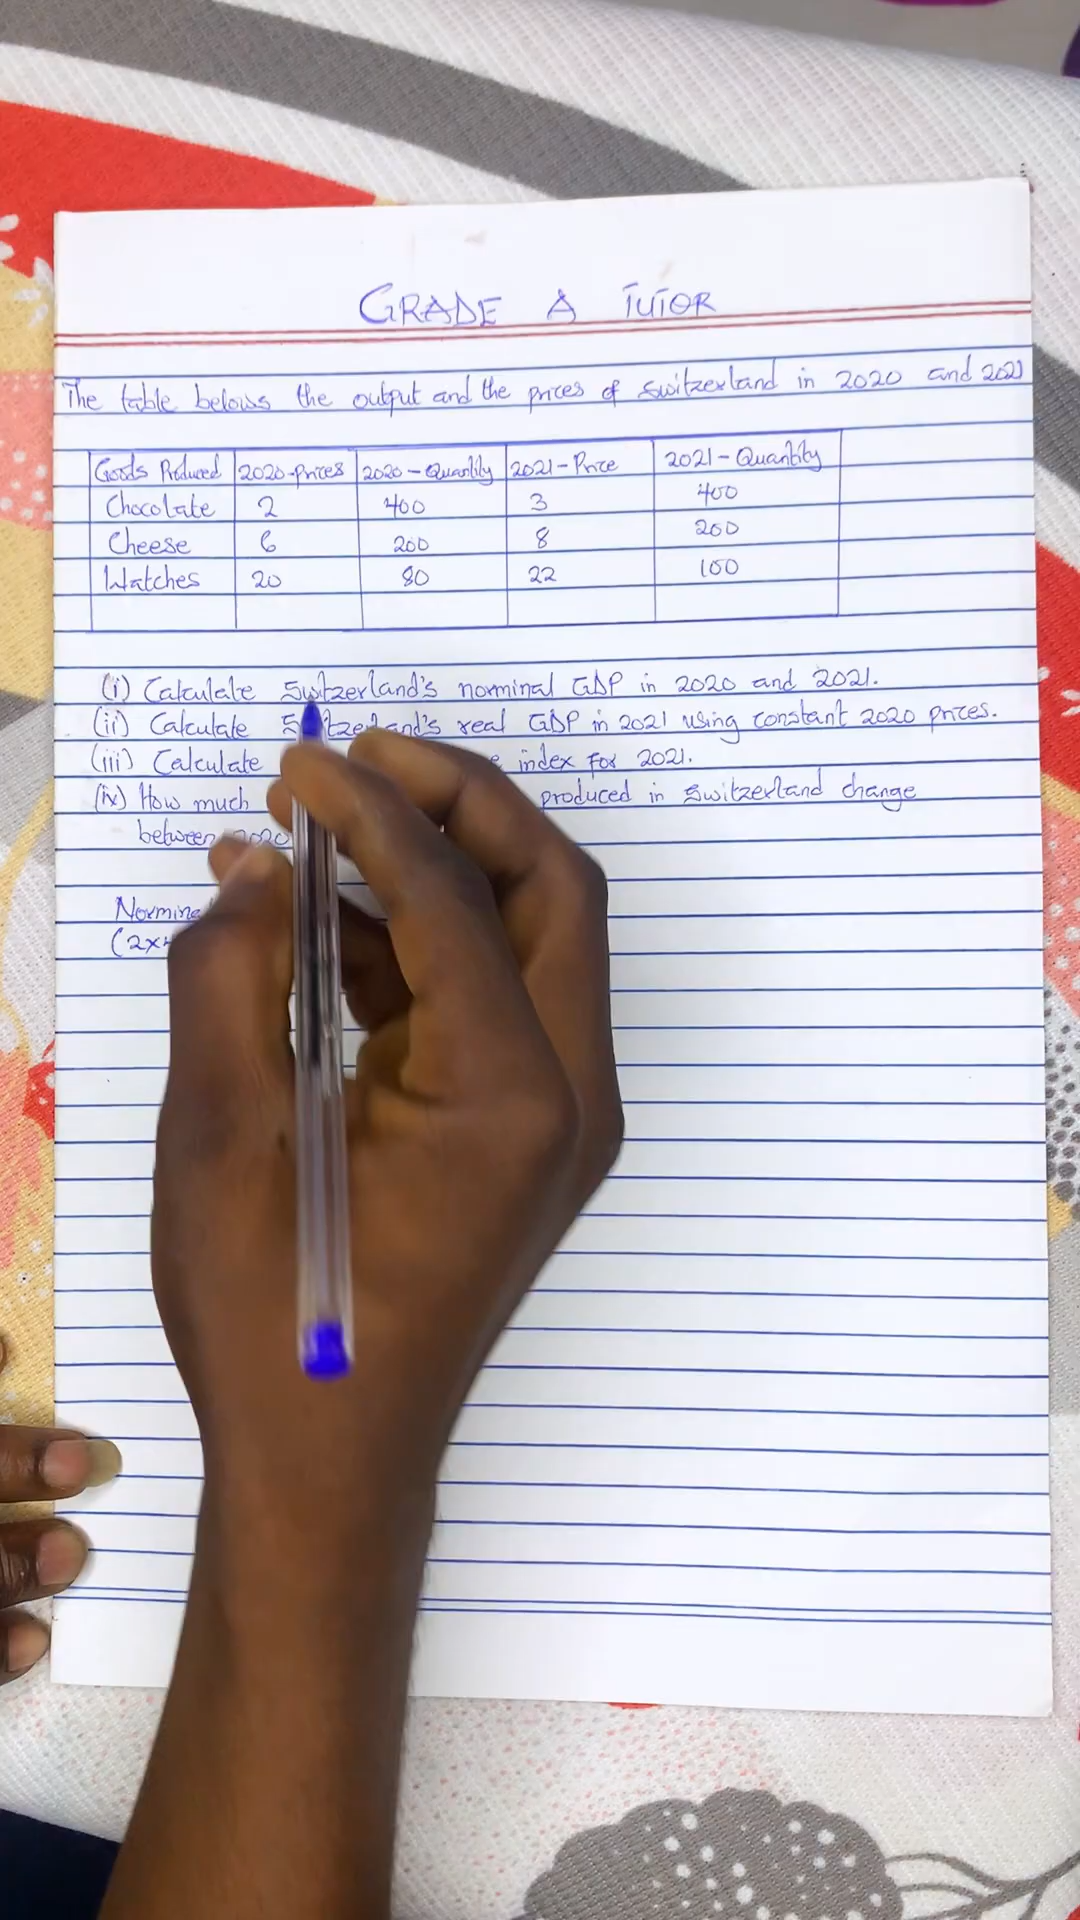 GRADE A TUTOR
The table belows the output and the prices of Switzerland in 2020 and 2021
Goods Produced 2020-prices 2020-Quantity 2021-Price 2021-Quantity
Chocolate 2 400 3 400
Cheese 6 200 8 200
Watches 20 80 22 100
(i) Calculate Switzerland's norminal GDP in 2020 and 2021.
(ii) Calculate Switzerland's real GDP in 2021 using constant 2020 prices.
(iii) Calculate index for 2021.
(iv) How much produced in Switzerland change
between 2020
(2x4